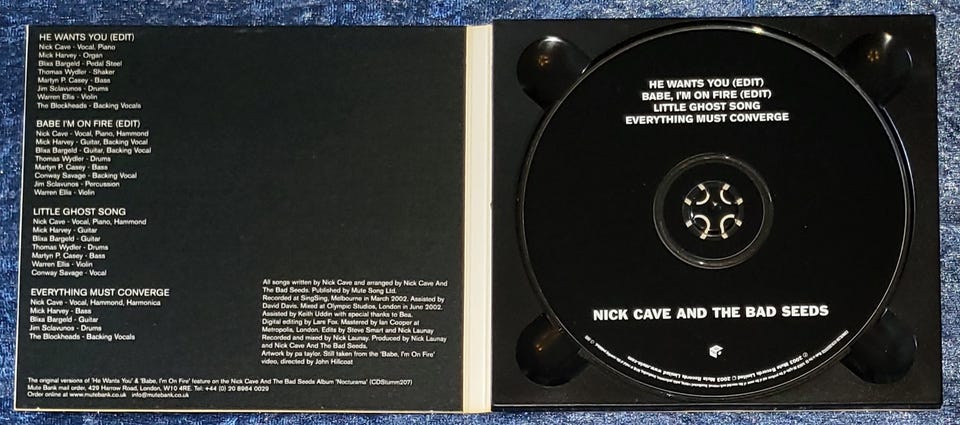 HE WANTS YOU (EDIT)
Nick Cave - Vocal, Piano
Mick Harvey - Organ
Blixa Bargeld - Pedal Steel
Thomas Wydler - Shaker
Martyn P. Casey - Bass
Jim Sclavunos - Drums
Warren Ellis - Violin
The Blockheads - Backing Vocals
BABE I'M ON FIRE (EDIT)
Nick Cave - Vocal, Piano, Hammond
Mick Harvey - Guitar, Backing Vocal
Blixa Bargeld - Guitar, Backing Vocal
Thomas Wydler - Drums
Martyn P. Casey - Bass
Conway Savage - Backing Vocal
Jim Sclavunos - Percussion
Warren Ellis - Violin
LITTLE GHOST SONG
Nick Cave - Vocal, Piano, Hammond
Mick Harvey - Guitar
Blixa Bargeld - Guitar
Thomas Wydler - Drums
Martyn P. Casey - Bass
Warren Ellis - Violin
Conway Savage - Vocal
EVERYTHING MUST CONVERGE
Nick Cave - Vocal, Hammond, Harmonica
Mick Harvey - Bass
Blixa Bargeld - Guitar
Jim Sclavunos - Drums
The Blockheads - Backing Vocals
All songs written by Nick Cave and arranged by Nick Cave And
The Bad Seeds. Published by Mute Song Ltd.
Recorded at SingSing, Melbourne in March 2002. Assisted by
David Davis. Mixed at Olympic Studios, London in June 2002.
Assisted by Keith Uddin with special thanks to Bea.
Digital editing by Lars Fox. Mastered by Ian Cooper at
Metropolis, London. Edits by Steve Smart and Nick Launay
Recorded and mixed by Nick Launay. Produced by Nick Launay
and Nick Cave And The Bad Seeds.
Artwork by pa taylor. Still taken from the 'Babe, I'm On Fire'
video, directed by John Hillcoat
The original versions of 'He Wants You' & 'Babe, I'm On Fire' feature on the Nick Cave And The Bad Seeds Album 'Nocturama' (CDStumm207)
Mute Bank mail order, 429 Harrow Road, London, W10 4RE. Tel: +44 (0) 20 8964 0029
Order online at www.mutebank.co.uk info@mutebank.co.uk
HE WANTS YOU (EDIT)
BABE, I'M ON FIRE (EDIT)
LITTLE GHOST SONG
EVERYTHING MUST CONVERGE
NICK CAVE AND THE BAD SEEDS
℗ 2003 Mute Records Limited © 2003 Mute Records Limited